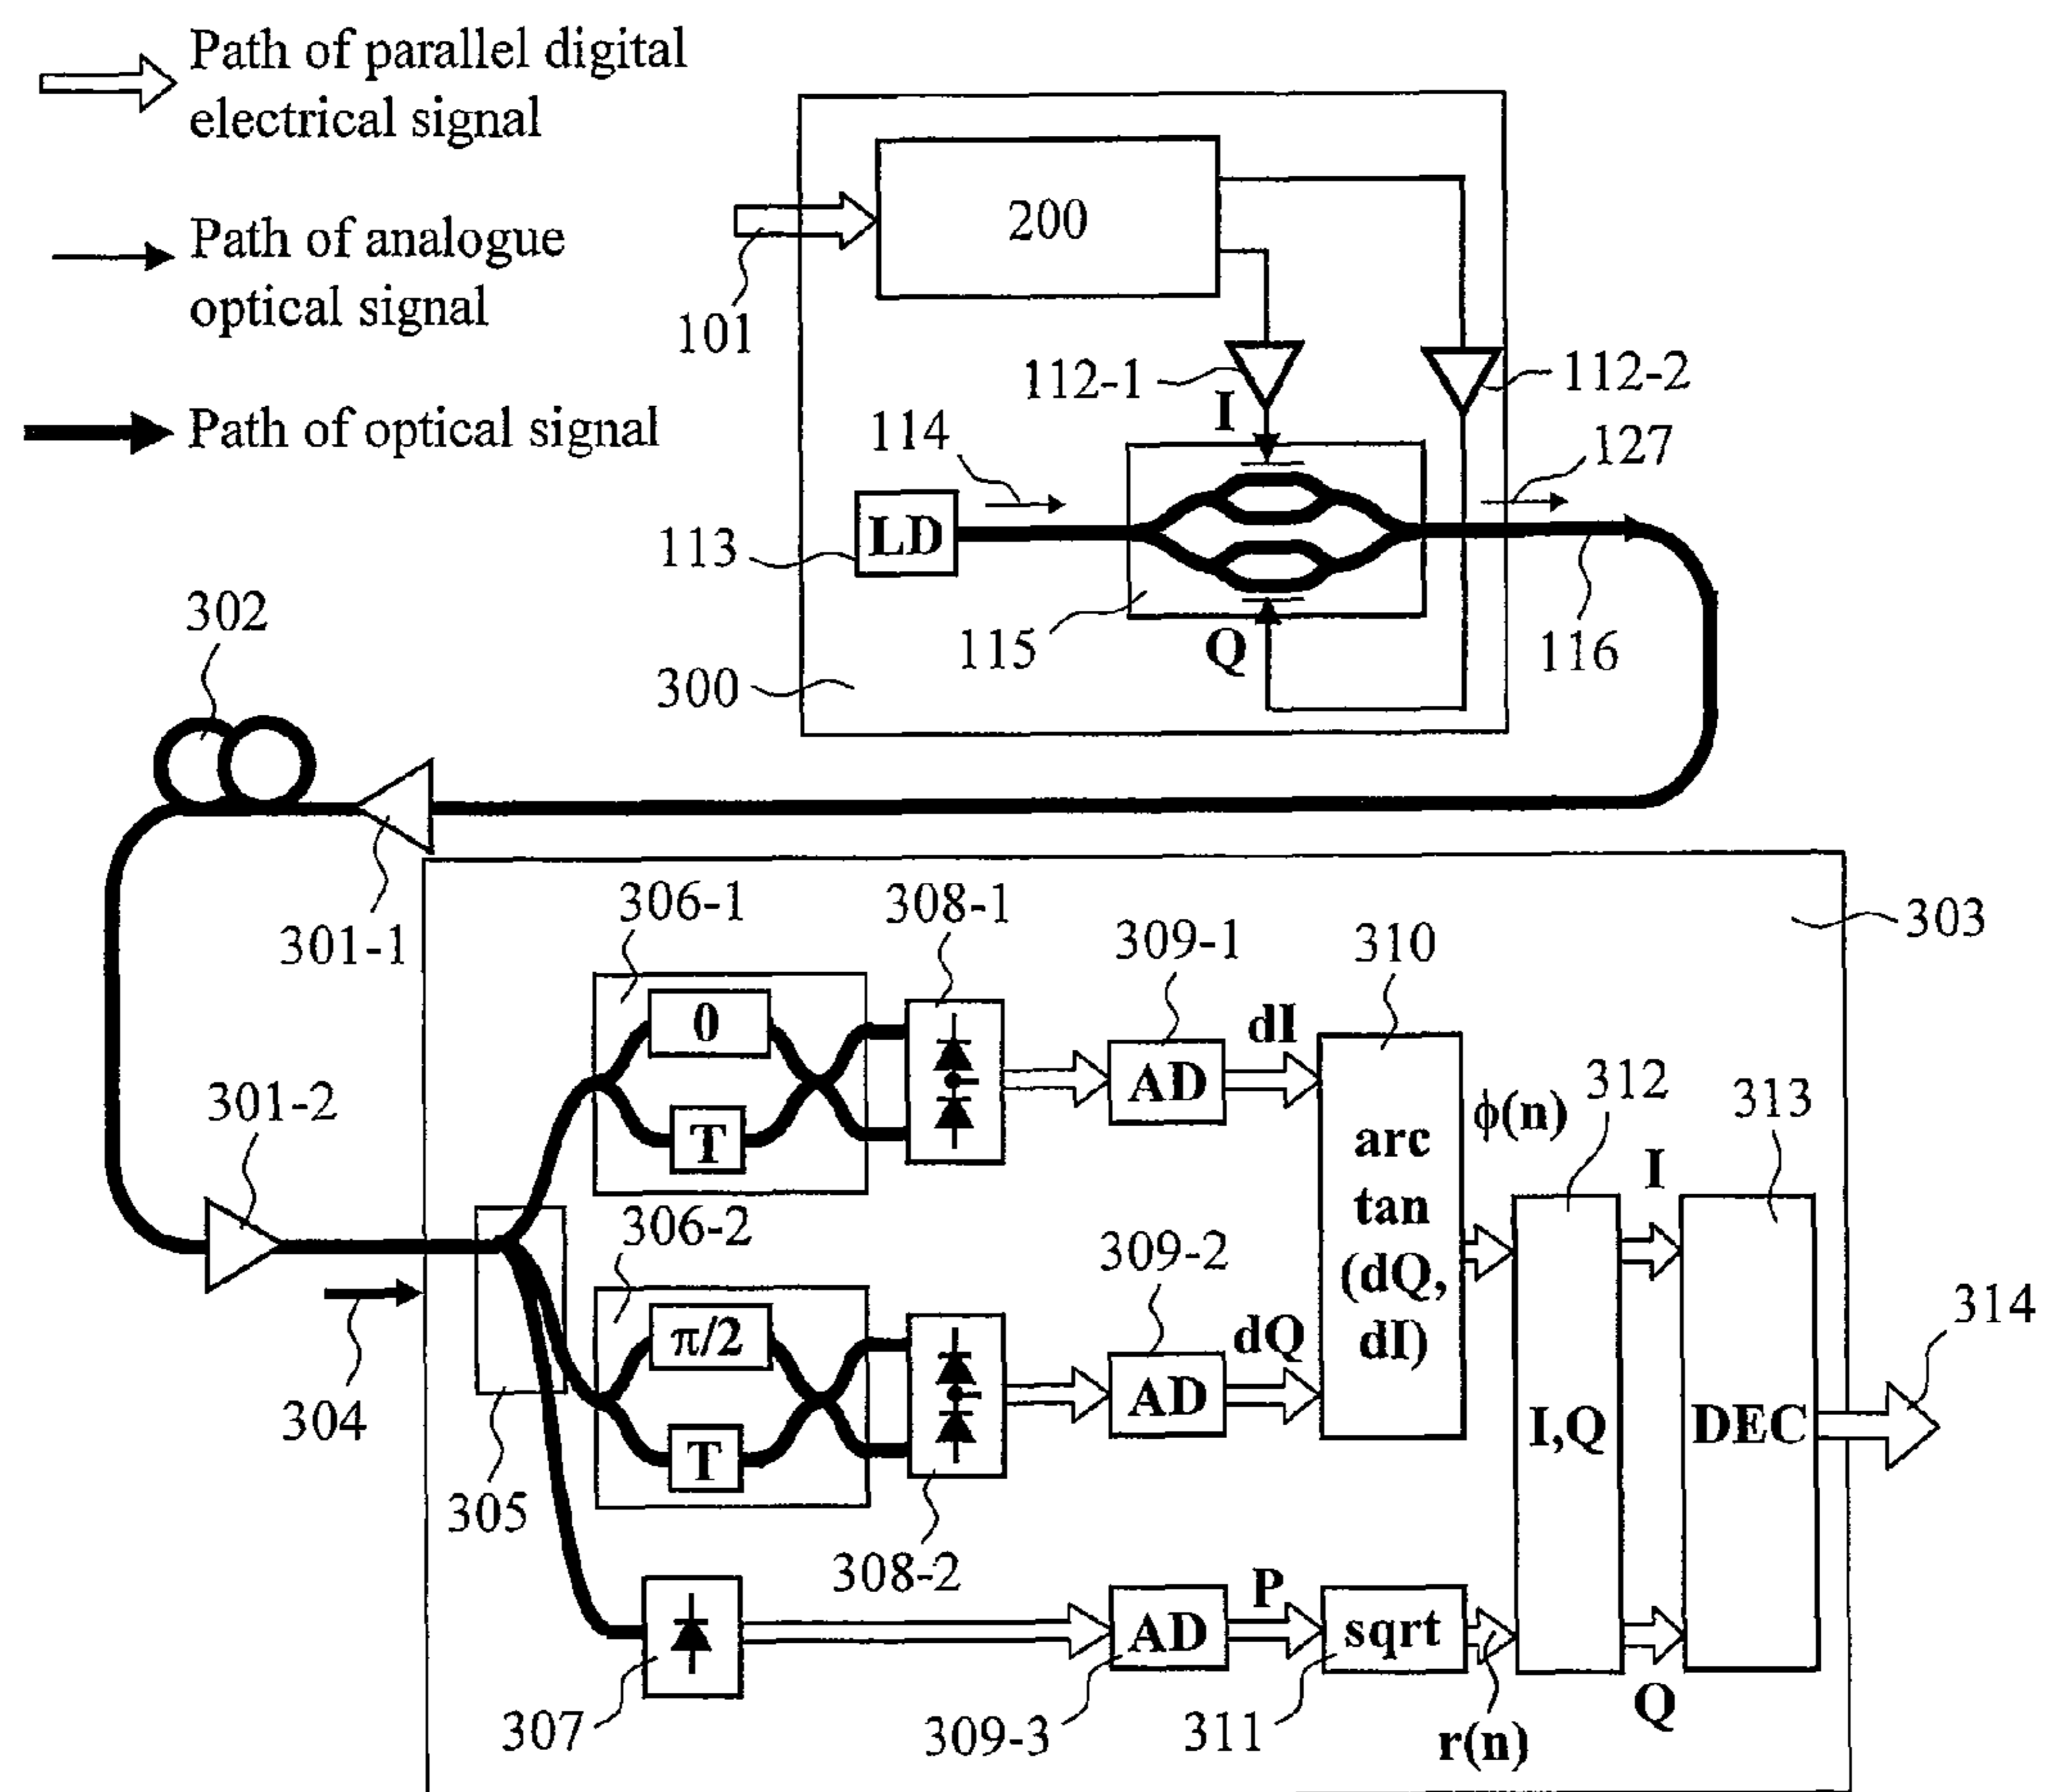 Path of parallel digital
electrical signal
Path of analogue
optical signal
Path of optical signal
200
101
112-1
112-2
I
114
127
LD
113
115
Q
116
300
302
301-1
303
306-1
308-1
309-1
310
0
T
AD
dI
arc
tan
(dQ,
dI)
ϕ(n)
312
313
I
301-2
306-2
309-2
π/2
T
AD
dQ
304
305
308-2
I,Q
DEC
314
307
AD
309-3
P
sqrt
311
r(n)
Q